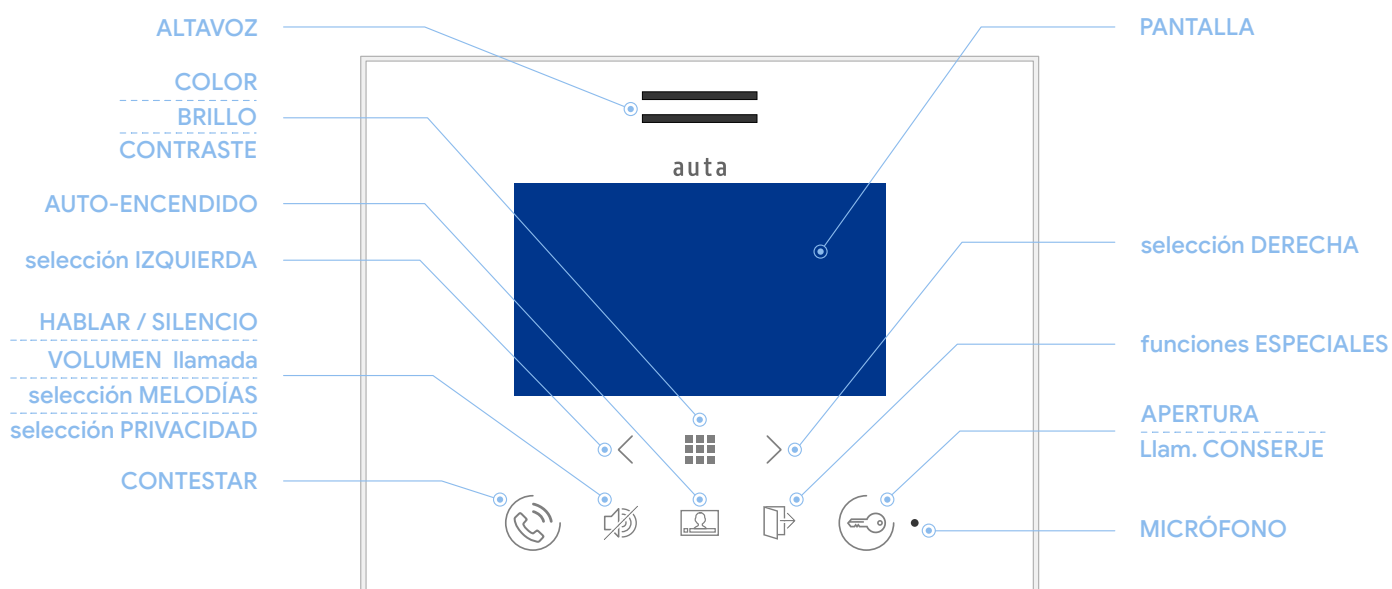 ALTAVOZ
COLOR
BRILLO
CONTRASTE
AUTO-ENCENDIDO
selección IZQUIERDA
HABLAR / SILENCIO
VOLUMEN llamada
selección MELODÍAS
selección PRIVACIDAD
CONTESTAR
auta
PANTALLA
selección DERECHA
funciones ESPECIALES
APERTURA
Llam. CONSERJE
MICRÓFONO